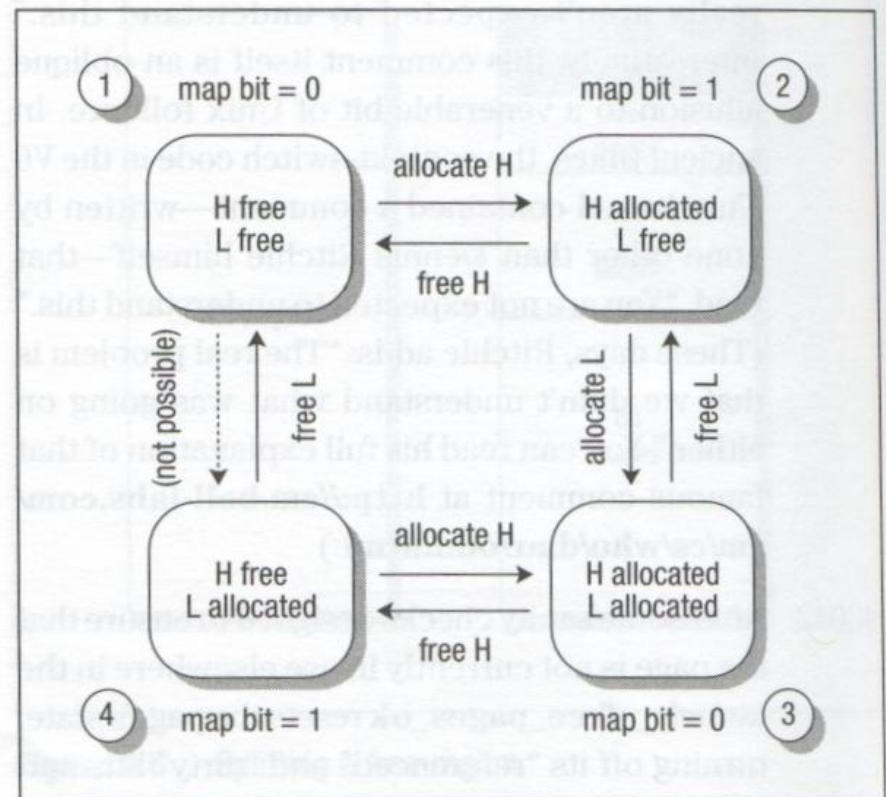 1 map bit = 0
map bit = 1 2
H free
L free
allocate H
free H
H allocated
L free
(not possible)
free L
allocate L
free L
H free
L allocated
allocate H
free H
H allocated
L allocated
4 map bit = 1
map bit = 0 3